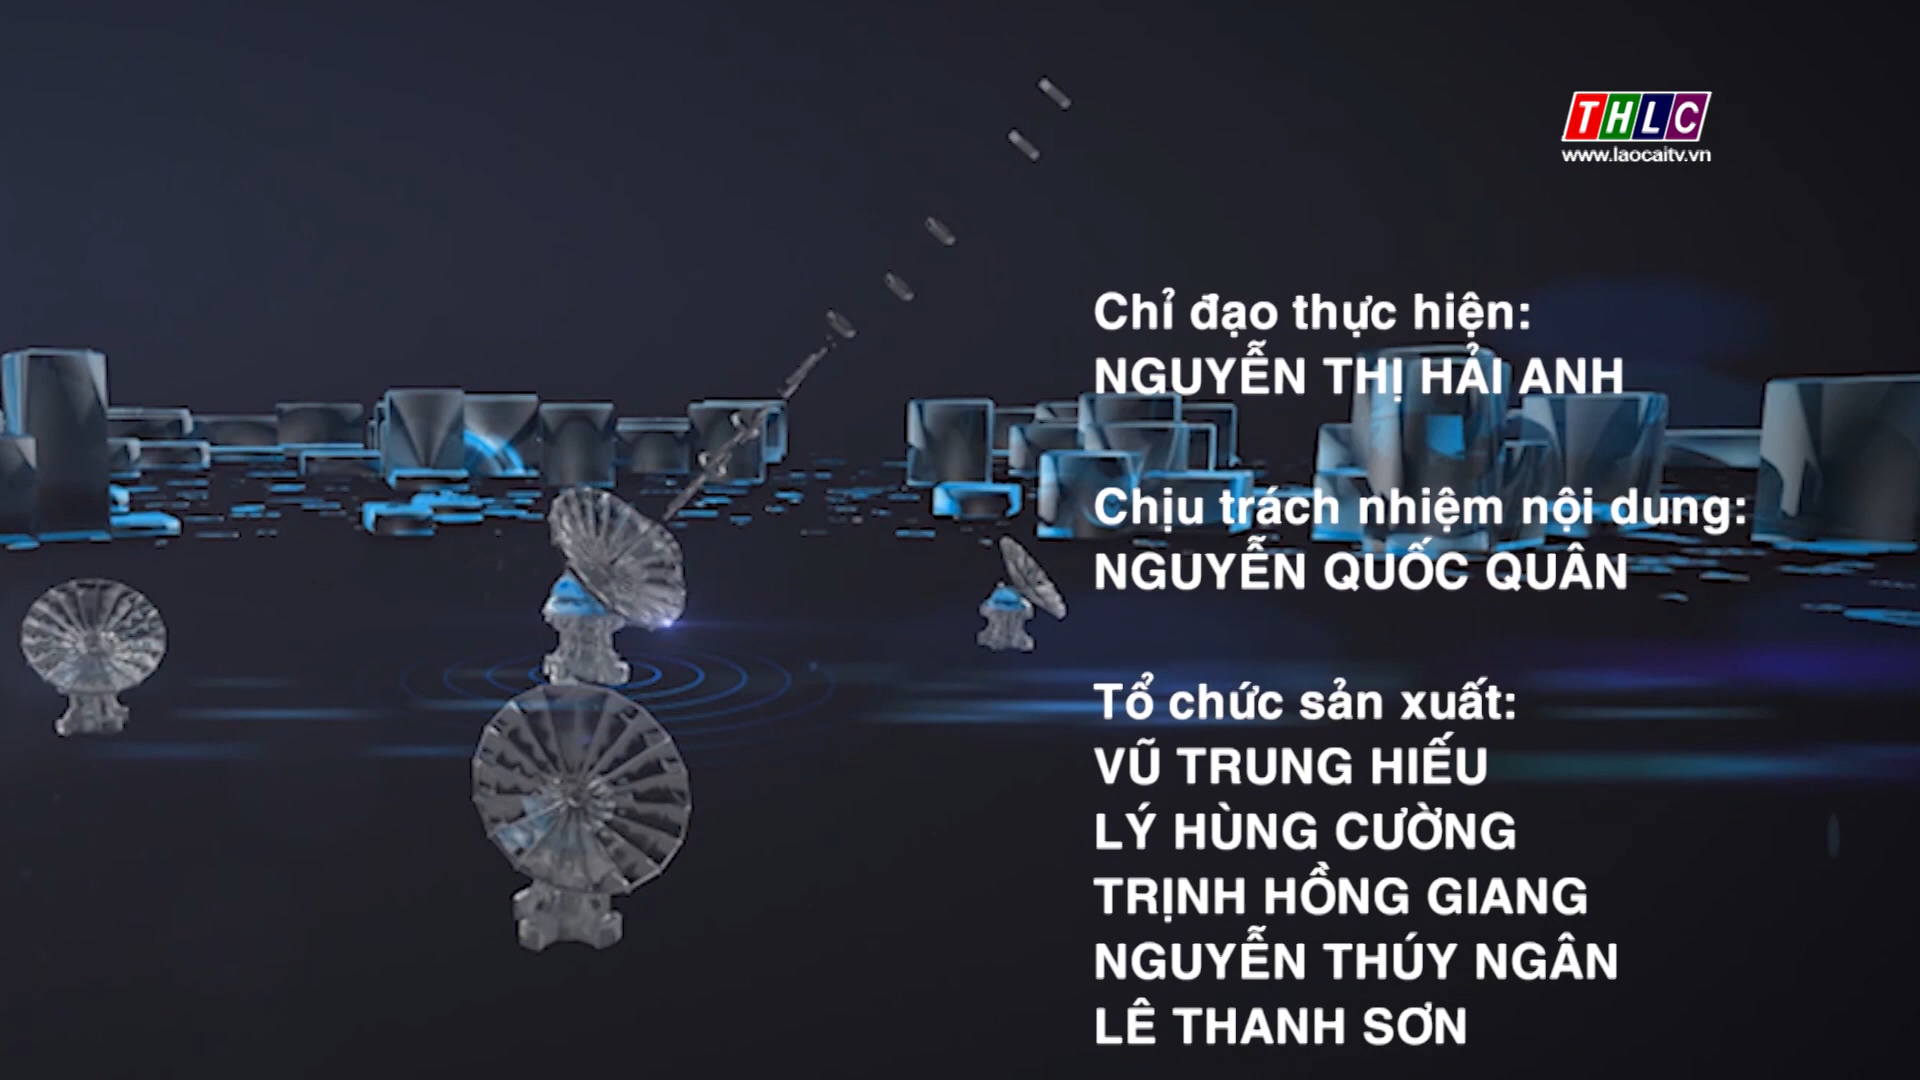 THLC
www.laocaitv.vn
Chỉ đạo thực hiện:
NGUYỄN THỊ HẢI ANH
Chịu trách nhiệm nội dung:
NGUYỄN QUỐC QUÂN
Tổ chức sản xuất:
VŨ TRUNG HIẾU
LÝ HÙNG CƯỜNG
TRỊNH HỒNG GIANG
NGUYỄN THÚY NGÂN
LÊ THANH SƠN